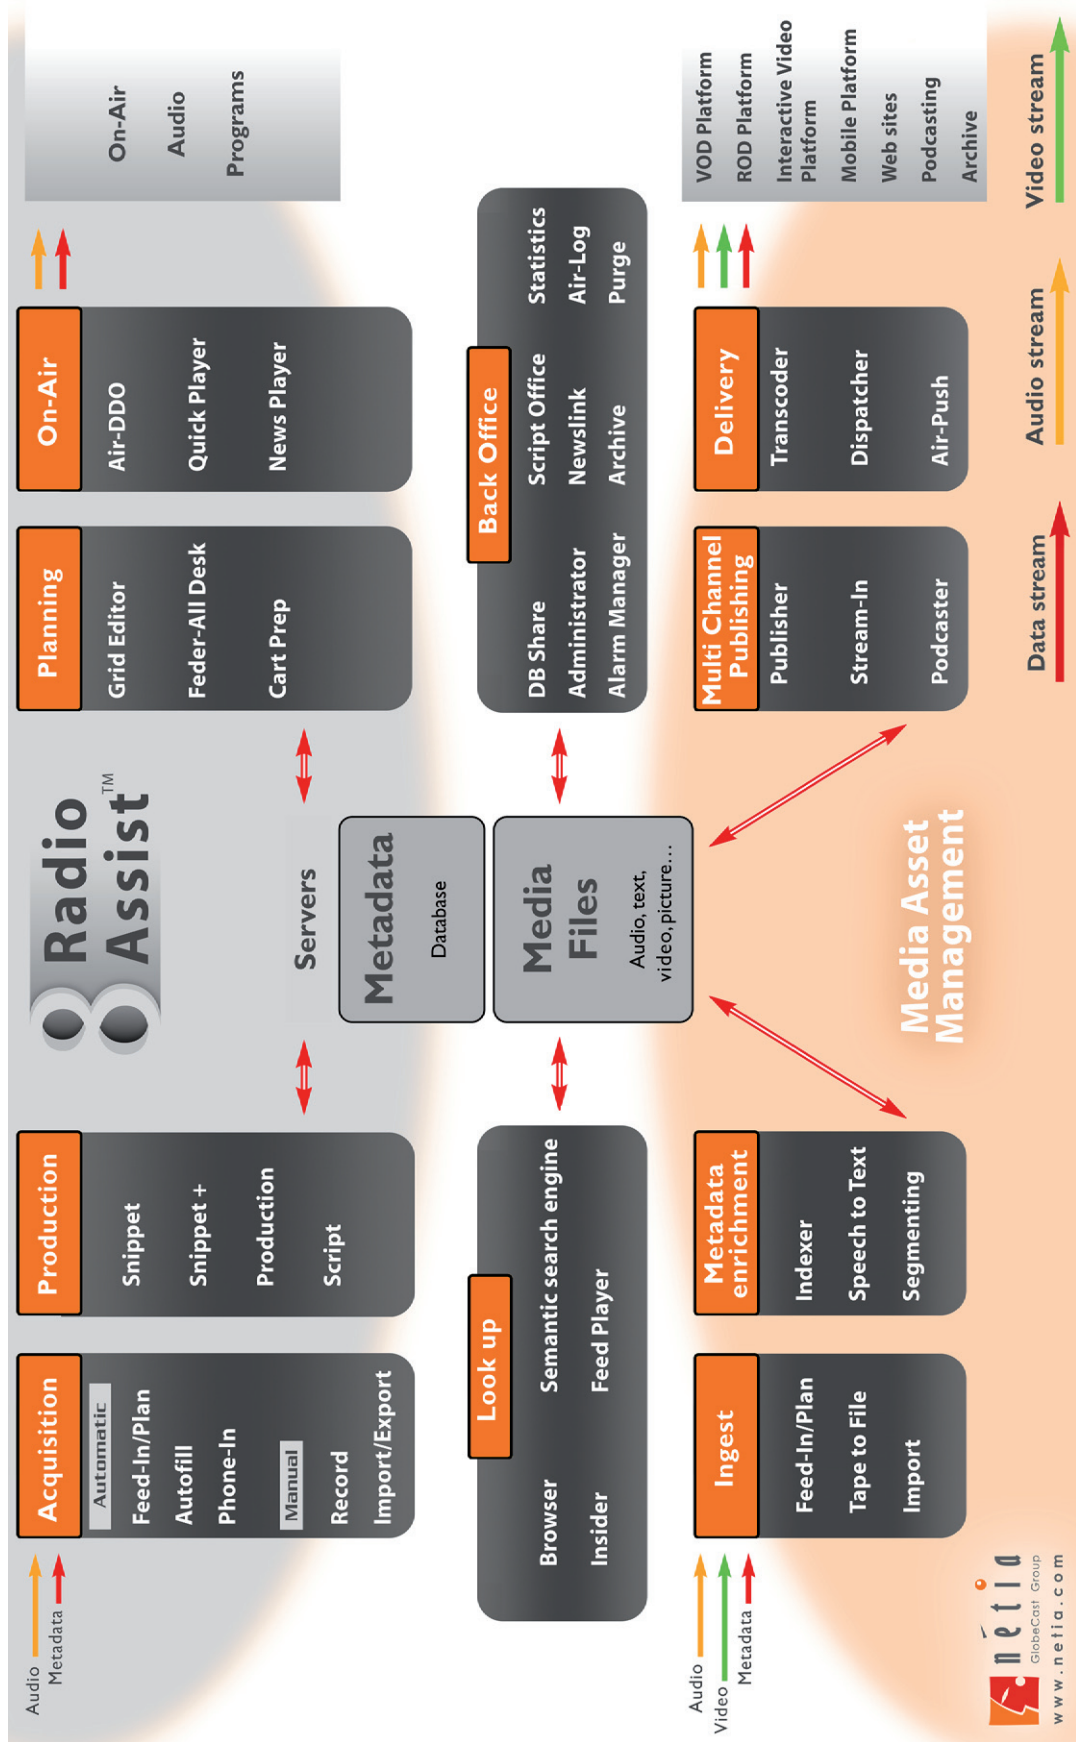 8 Radio
Assist™
Audio
Metadata
Acquisition
Automatic
Feed-In/Plan
Autofill
Phone-In
Manual
Record
Import/Export
Production
Snippet
Snippet +
Production
Script
Planning
Grid Editor
Feder-All Desk
Cart Prep
On-Air
Air-DDO
Quick Player
News Player
On-Air
Audio
Programs
Servers
Metadata
Database
Media
Files
Audio, text,
video, picture...
Look up
Browser
Semantic search engine
Insider
Feed Player
Back Office
DB Share
Script Office
Statistics
Administrator
Newslink
Air-Log
Alarm Manager
Archive
Purge
Audio
Video
Metadata
Ingest
Feed-In/Plan
Tape to File
Import
Metadata
enrichment
Indexer
Speech to Text
Segmenting
Multi Channel
Publishing
Publisher
Stream-In
Podcaster
Delivery
Transcoder
Dispatcher
Air-Push
VOD Platform
ROD Platform
Interactive Video
Platform
Mobile Platform
Web sites
Podcasting
Archive
Media Asset
Management
nétia
GlobeCast Group
www.netia.com
Data stream
Audio stream
Video stream